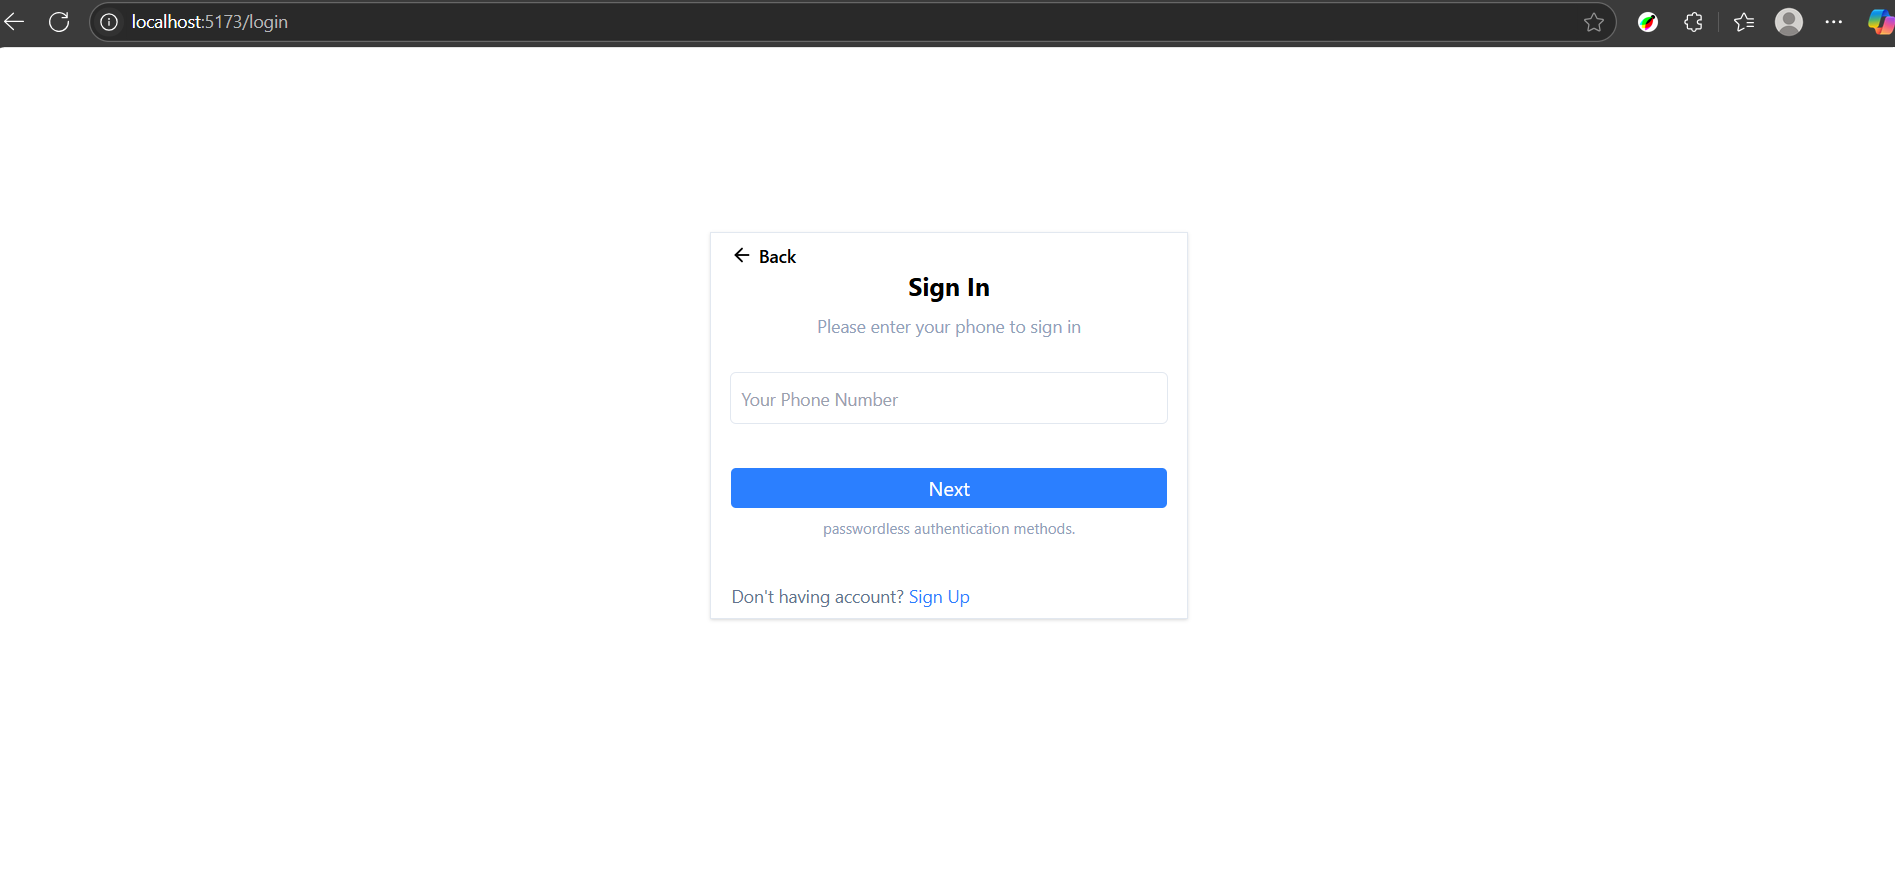 localhost:5173/login
Back
Sign In
Please enter your phone to sign in
Your Phone Number
Next
passwordless authentication methods.
Don't having account? Sign Up